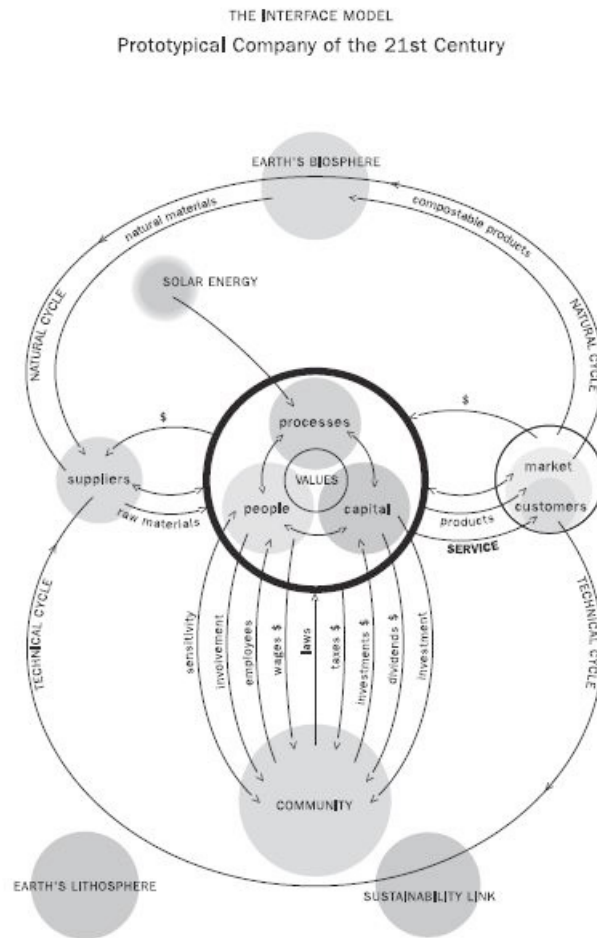 THE INTERFACE MODEL
Prototypical Company of the 21st Century
EARTH'S BIOSPHERE
natural materials
compostable products
SOLAR ENERGY
NATURAL CYCLE
NATURAL CYCLE
$
$
processes
suppliers
VALUES
market
people
capital
customers
raw materials
products
SERVICE
TECHNICAL CYCLE
TECHNICAL CYCLE
sensitivity
involvement
employees
wages $
laws
taxes $
investments $
dividends $
investment
COMMUNITY
EARTH'S LITHOSPHERE
SUSTAINABILITY LINK